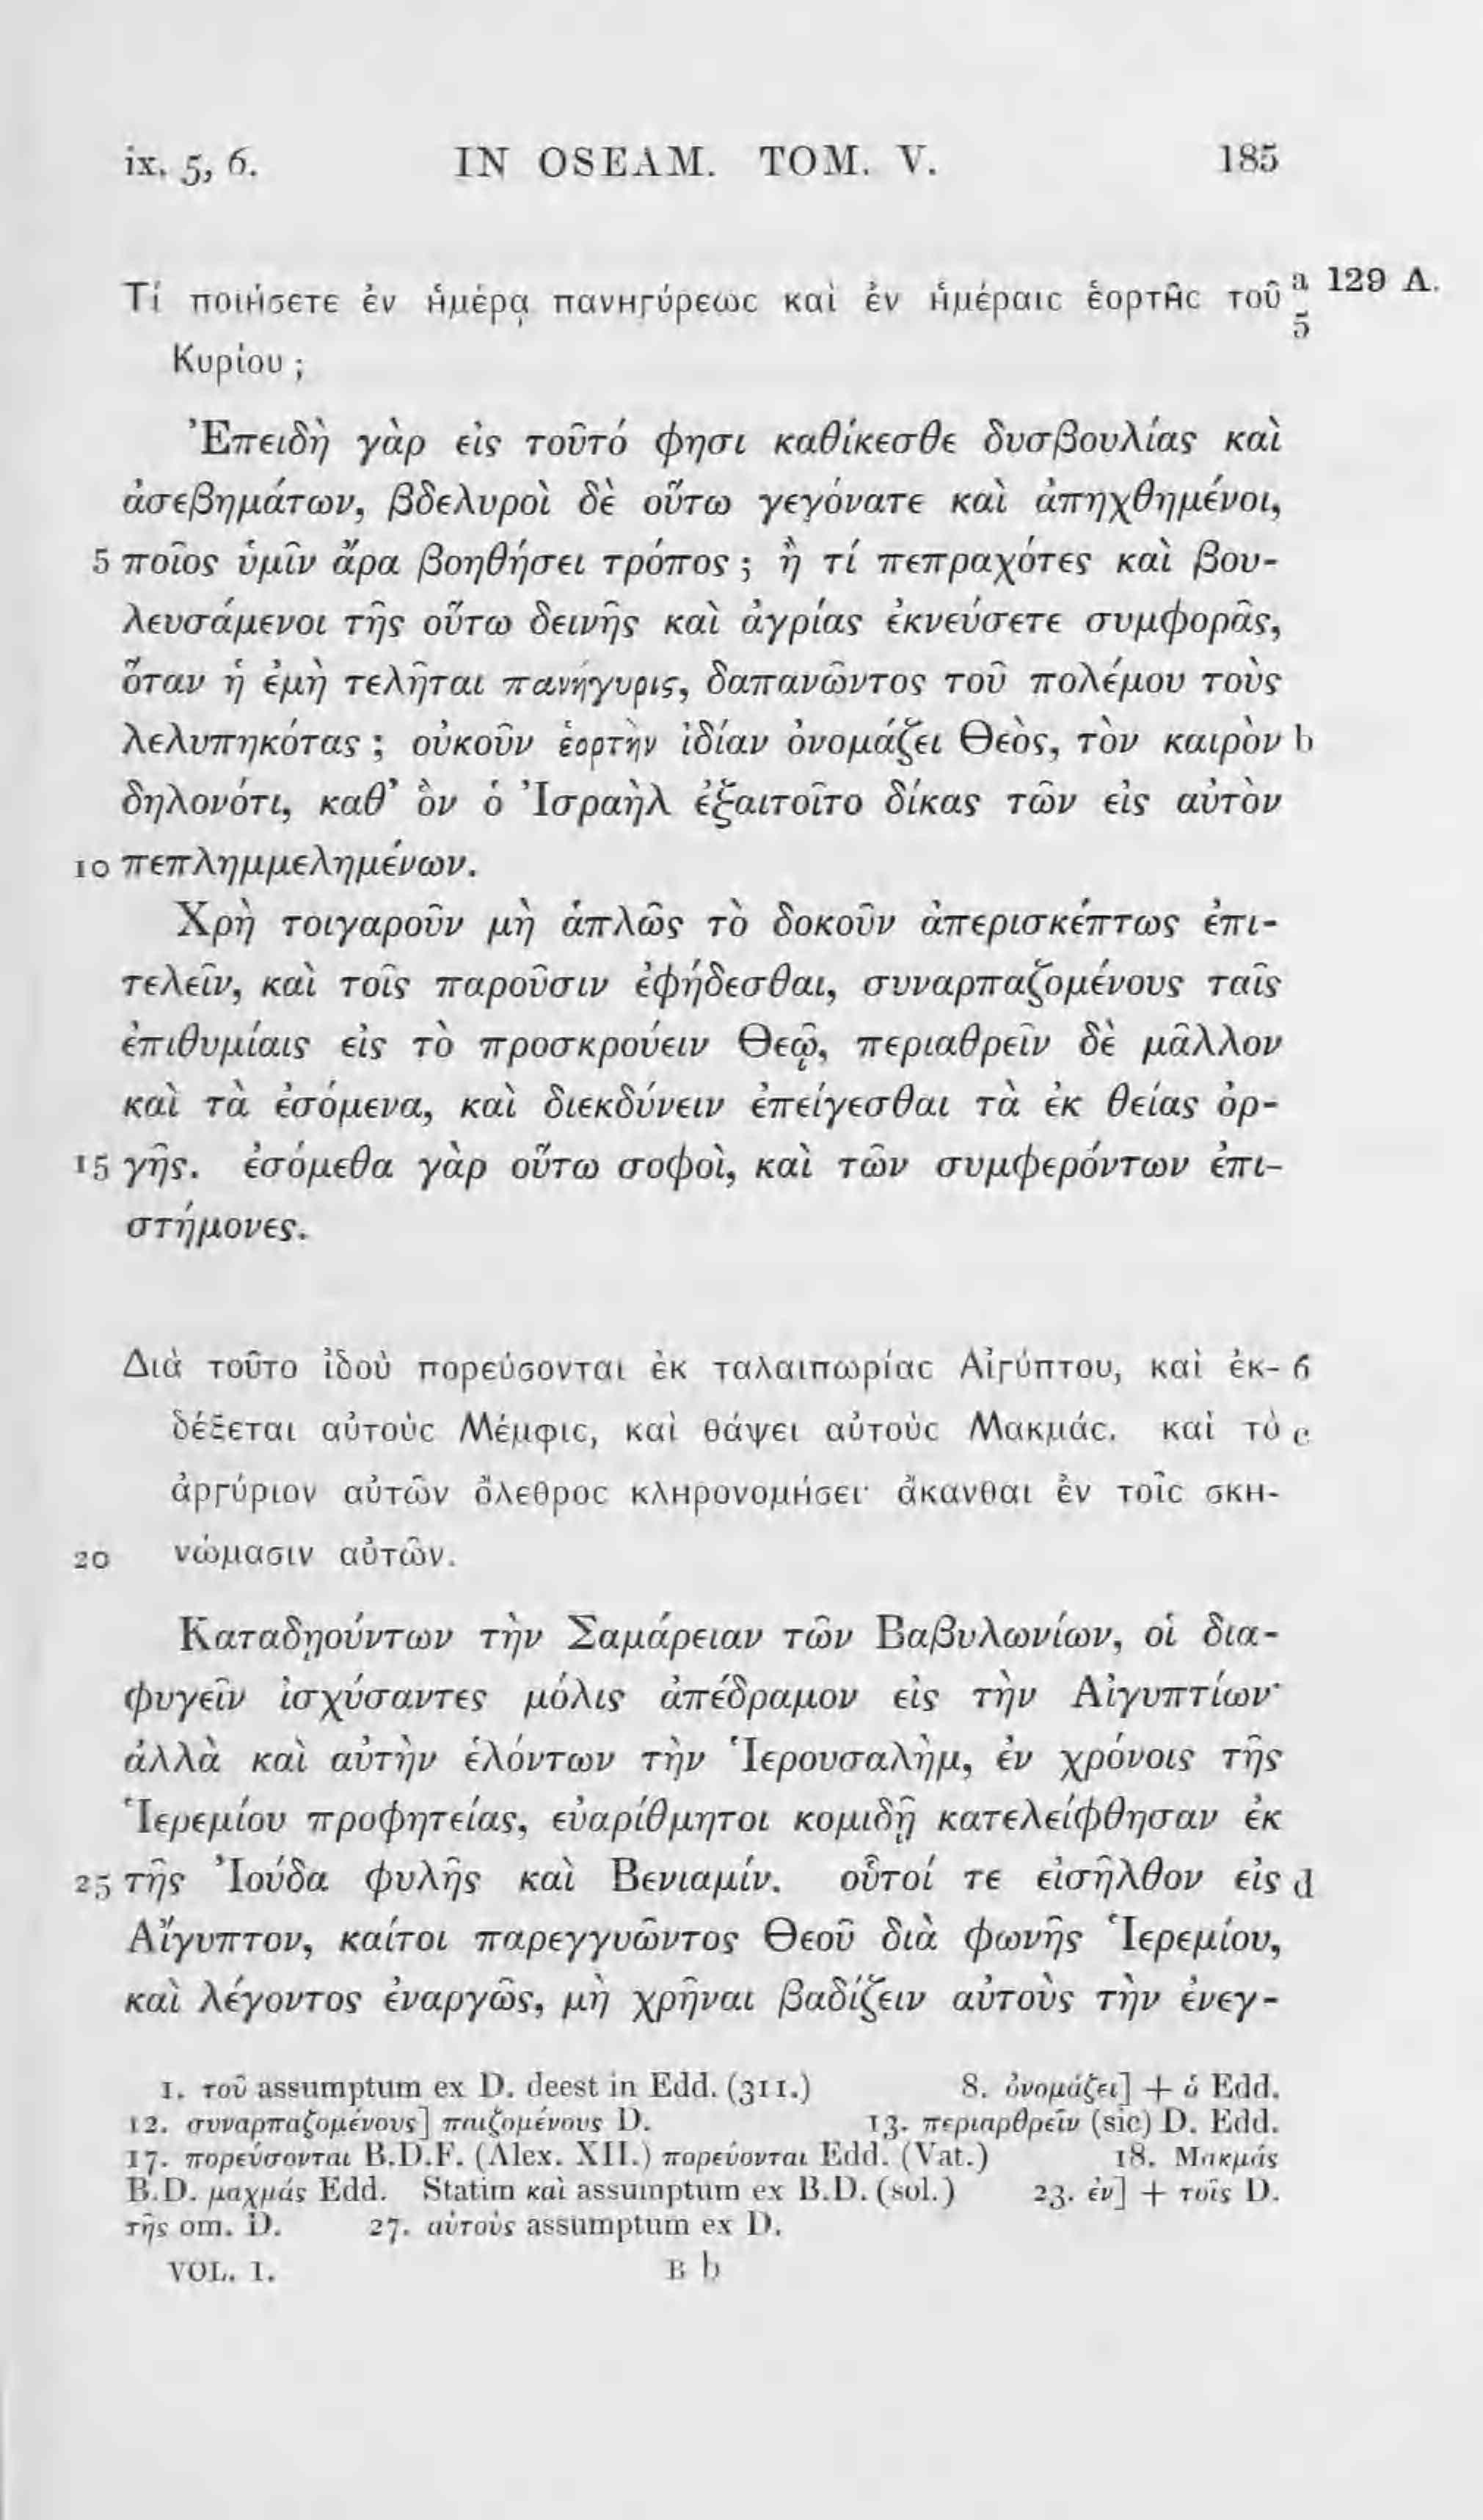 ix. 5, 6. IN OSEAM. TOM. V. 185
Τί ποιήσετε ἐν ἡμέρᾳ πανηγύρεως καὶ ἐν ἡμέραις ἑορτῆς τοῦ a 129 A.
5
Κυρίου ;
Ἐπειδὴ γὰρ εἰς τοῦτό φησι καθίκεσθε δυσβουλίας καὶ
ἀσεβημάτων, βδελυροὶ δὲ οὕτω γεγόνατε καὶ ἀπηχθημένοι,
5 ποῖος ὑμῖν ἄρα βοηθήσει τρόπος ; ἢ τί πεπραχότες καὶ βου-
λευσάμενοι τῆς οὕτω δεινῆς καὶ ἀγρίας ἐκνεύσετε συμφορᾶς,
ὅταν ἡ ἐμὴ τελῆται πανήγυρις, δαπανῶντος τοῦ πολέμου τοὺς
λελυπηκότας ; οὐκοῦν ἑορτὴν ἰδίαν ὀνομάζει Θεὸς, τὸν καιρὸν b
δηλονότι, καθ’ ὃν ὁ Ἰσραὴλ ἐξαιτοῖτο δίκας τῶν εἰς αὐτὸν
10 πεπλημμελημένων.
Χρὴ τοιγαροῦν μὴ ἁπλῶς τὸ δοκοῦν ἀπερισκέπτως ἐπι-
τελεῖν, καὶ τοῖς παροῦσιν ἐφήδεσθαι, συναρπαζομένους ταῖς
ἐπιθυμίαις εἰς τὸ προσκρούειν Θεῷ, περιαθρεῖν δὲ μᾶλλον
καὶ τὰ ἐσόμενα, καὶ διεκδύνειν ἐπείγεσθαι τὰ ἐκ θείας ὀρ-
15 γῆς. ἐσόμεθα γὰρ οὕτω σοφοὶ, καὶ τῶν συμφερόντων ἐπι-
στήμονες.
Διὰ τοῦτο ἰδοὺ πορεύσονται ἐκ ταλαιπωρίας Αἰγύπτου, καὶ ἐκ- 6
δέξεται αὐτοὺς Μέμφις, καὶ θάψει αὐτοὺς Μακμάς. καὶ τὸ c
ἀργύριον αὐτῶν ὄλεθρος κληρονομήσει· ἄκανθαι ἐν τοῖς σκη-
20 νώμασιν αὐτῶν.
Καταδῃούντων τὴν Σαμάρειαν τῶν Βαβυλωνίων, οἱ δια-
φυγεῖν ἰσχύσαντες μόλις ἀπέδραμον εἰς τὴν Αἰγυπτίων·
ἀλλὰ καὶ αὐτὴν ἑλόντων τὴν Ἱερουσαλὴμ, ἐν χρόνοις τῆς
Ἱερεμίου προφητείας, εὐαρίθμητοι κομιδῇ κατελείφθησαν ἐκ
25 τῆς Ἰούδα φυλῆς καὶ Βενιαμίν. οὗτοί τε εἰσῆλθον εἰς d
Αἴγυπτον, καίτοι παρεγγυῶντος Θεοῦ διὰ φωνῆς Ἱερεμίου,
καὶ λέγοντος ἐναργῶς, μὴ χρῆναι βαδίζειν αὐτοὺς τὴν ἐνεγ-
1. τοῦ assumptum ex D. deest in Edd. (311.) 8. ὀνομάζει] + ὁ Edd.
12. συναρπαζομένους] παιζομένους D. 13. περιαρθρεῖν (sic) D. Edd.
17. πορεύσονται B.D.F. (Alex. XII.) πορεύονται Edd. (Vat.) 18. Μακμάς
B.D. μαχμάς Edd. Statim καὶ assumptum ex B.D. (sol.) 23. ἐν] + τοῖς D.
τῆς om. D. 27. αὐτοὺς assumptum ex D.
VOL. I. B b